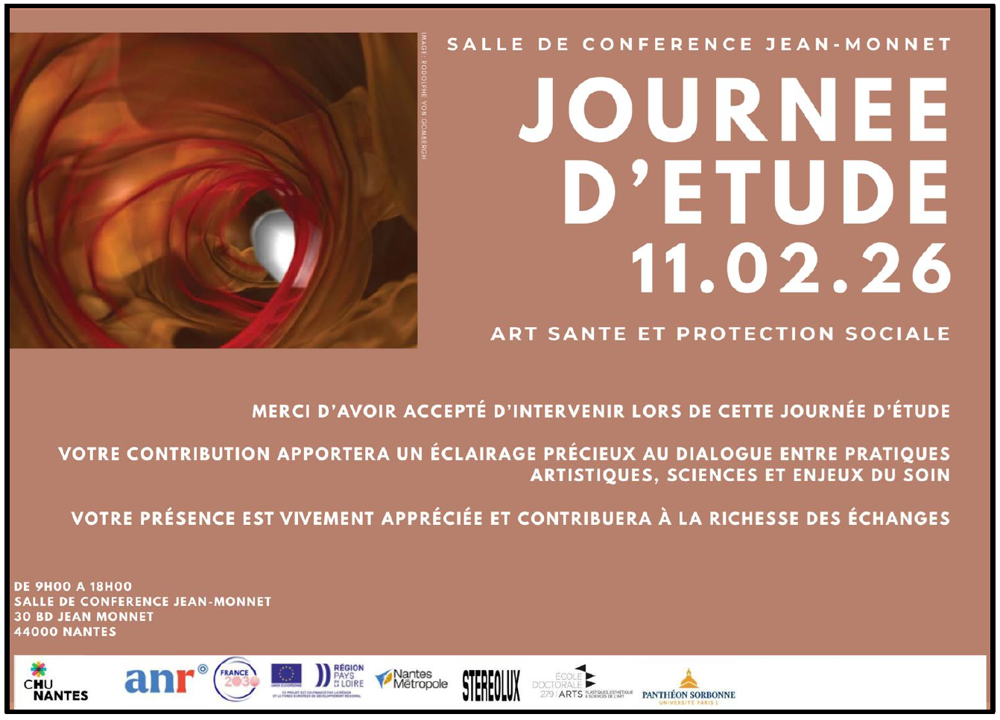 SALLE DE CONFERENCE JEAN-MONNET
JOURNEE
D'ETUDE
11.02.26
ART SANTE ET PROTECTION SOCIALE
IMAGE: RODOLPHE VON GOMBERGH
MERCI D'AVOIR ACCEPTÉ D'INTERVENIR LORS DE CETTE JOURNÉE D'ÉTUDE
VOTRE CONTRIBUTION APPORTERA UN ÉCLAIRAGE PRÉCIEUX AU DIALOGUE ENTRE PRATIQUES
ARTISTIQUES, SCIENCES ET ENJEUX DU SOIN
VOTRE PRÉSENCE EST VIVEMENT APPRÉCIÉE ET CONTRIBUERA À LA RICHESSE DES ÉCHANGES
DE 9H00 A 18H00
SALLE DE CONFERENCE JEAN-MONNET
30 BD JEAN MONNET
44000 NANTES
CHU
NANTES
anr
FRANCE
2030
UNION EUROPÉENNE
RÉGION
PAYS
DE LA LOIRE
CE PROJET EST CO-FINANCÉ PAR LA RÉGION
ET LE FONDS EUROPÉEN DE DÉVELOPPEMENT RÉGIONAL
Nantes
Métropole
STEREOLUX
ÉCOLE
DOCTORALE
279 | ARTS
PLASTIQUES, ESTHÉTIQUE
& SCIENCES DE L'ART
PANTHÉON SORBONNE
UNIVERSITÉ PARIS 1